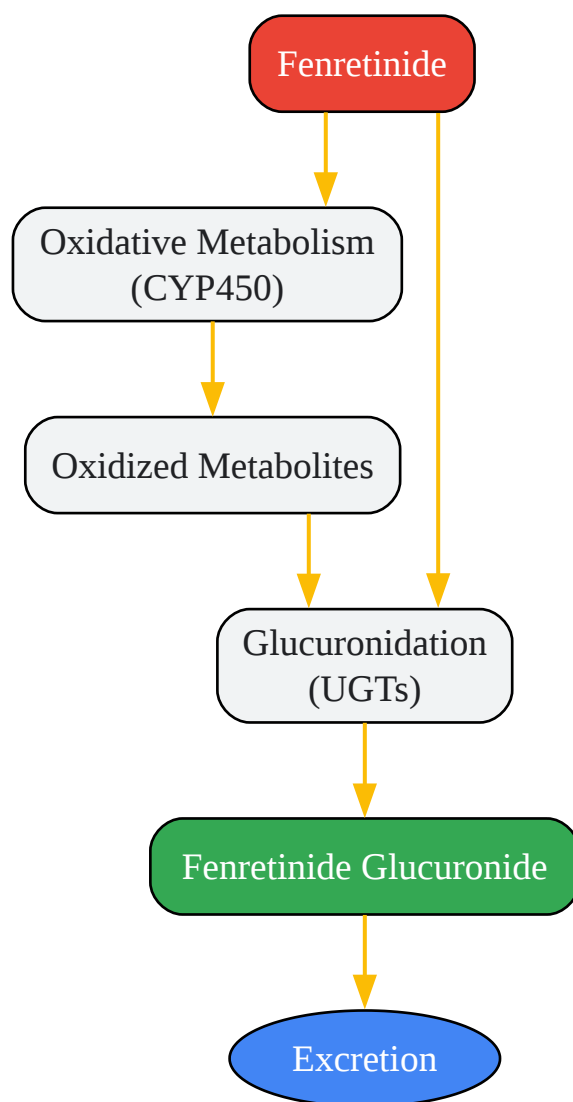 Fenretinide
Oxidative Metabolism
(CYP450)
Oxidized Metabolites
Glucuronidation
(UGTs)
Fenretinide Glucuronide
Excretion